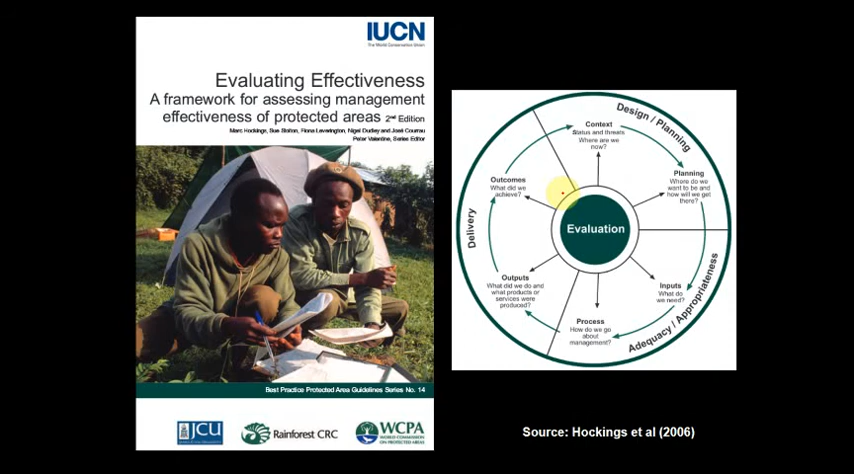 IUCN
The World Conservation Union
Evaluating Effectiveness
A framework for assessing management
effectiveness of protected areas 2nd Edition
Marc Hockings, Sue Stolton, Fiona Leverington, Nigel Dudley and José Courrau
Peter Valentine, Series Editor
Best Practice Protected Area Guidelines Series No. 14
JCU
Rainforest CRC
WCPA
WORLD COMMISSION
ON PROTECTED AREAS
Design / Planning
Context
Status and threats
Where are we
now?
Planning
Where do we
want to be and
how will we get
there?
Adequacy / Appropriateness
Inputs
What do
we need?
Process
How do we go
about
management?
Delivery
Outputs
What did we do and
what products or
services were
produced?
Outcomes
What did we
achieve?
Evaluation
Source: Hockings et al (2006)